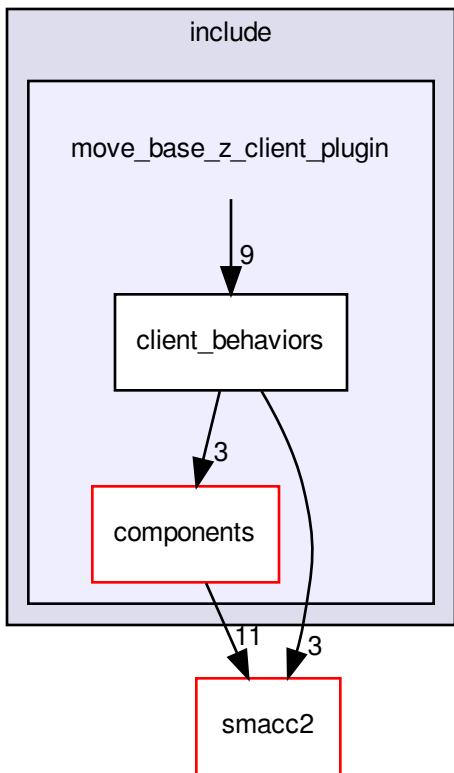 include
move_base_z_client_plugin
9
client_behaviors
3
components
11
3
smacc2